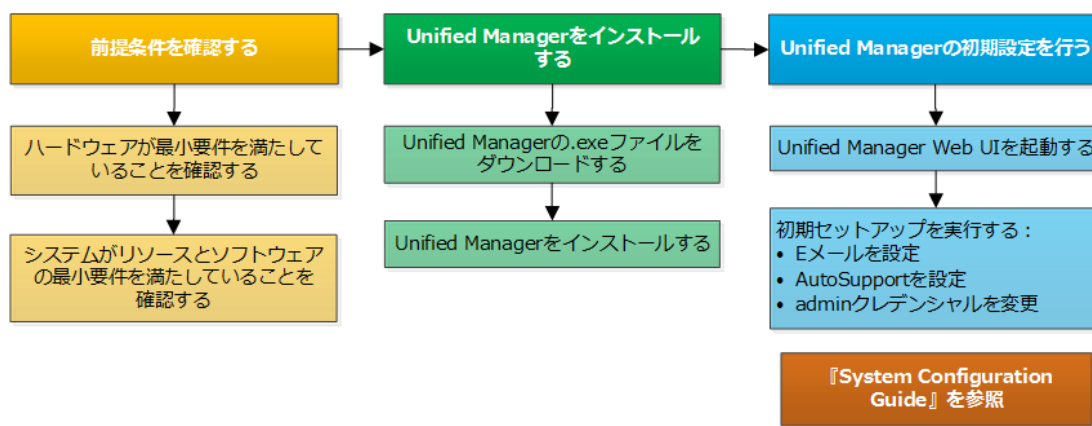 前提条件を確認する
ハードウェアが最小要件を満たして
いることを確認する
システムがリソースとソフトウェア
の最小要件を満たしていることを
確認する
Unified Managerをインストール
する
Unified Managerの.exeファイルを
ダウンロードする
Unified Managerをインストールする
Unified Managerの初期設定を行う
Unified Manager Web UIを起動する
初期セットアップを実行する：
• Eメールを設定
• AutoSupportを設定
• adminクレデンシャルを変更
『System Configuration
Guide』を参照